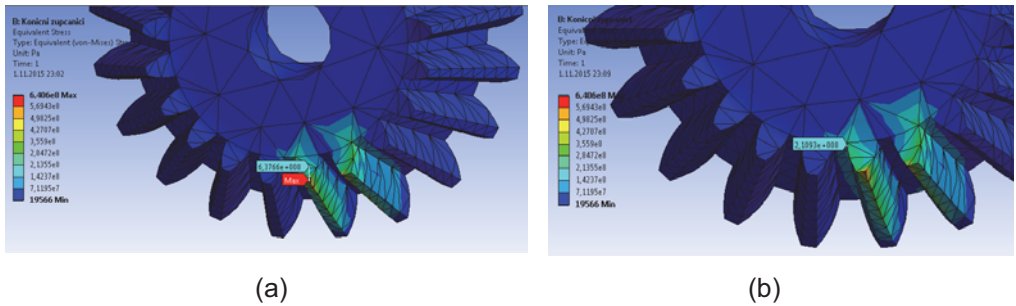 B: Konicni zupcanici
Equivalent Stress
Type: Equivalent (von-Mises) Stre
Unit: Pa
Time: 1
1.11.2015 23:02
6,406e8 Max
5,6943e8
4,9825e8
4,2707e8
3,559e8
2,8472e8
2,1355e8
1,4237e8
7,1195e7
19566 Min
6,3766e+008
Max
(a)
B: Konicni zupcanici
Equivalent Stress
Type: Eq
Unit: Pa
Time: 1
1.11.2015 23:09
6,406e8 Max
5,6943e8
4,9825e8
4,2707e8
3,559e8
2,8472e8
2,1355e8
1,4237e8
7,1195e7
19566 Min
2,1093e+008
(b)